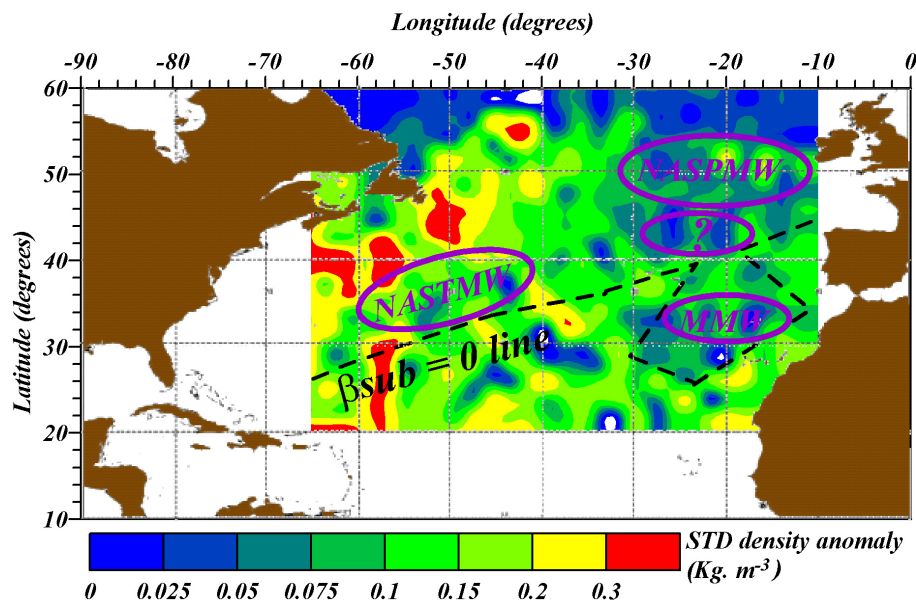 Longitude (degrees)
-90 -80 -70 -60 -50 -40 -30 -20 -10 0
Latitude (degrees)
60
50
40
30
20
10
NASPMW
?
NASTMW
MMW
βsub = 0 line
STD density anomaly
(Kg. m⁻³)
0 0.025 0.05 0.075 0.1 0.15 0.2 0.3